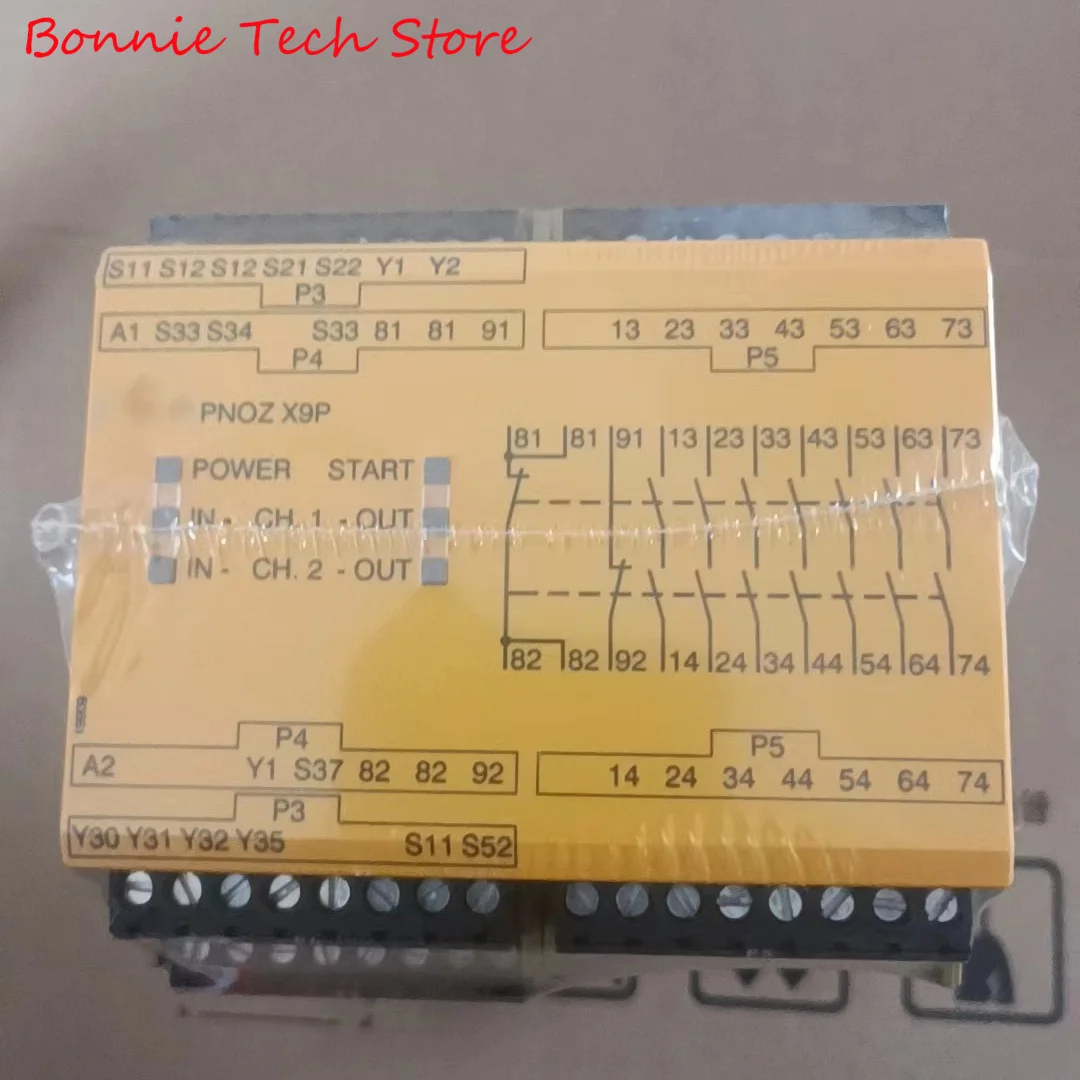 Bonnie Tech Store
S11 S12 S12 S21 S22 Y1 Y2
P3
A1 S33 S34 S33 81 81 91
P4
13 23 33 43 53 63 73
P5
PNOZ X9P
POWER START
IN - CH. 1 - OUT
IN - CH. 2 - OUT
81 81 91 13 23 33 43 53 63 73
82 82 92 14 24 34 44 54 64 74
P4
A2 Y1 S37 82 82 92
P5
14 24 34 44 54 64 74
P3
Y30 Y31 Y32 Y35 S11 S52